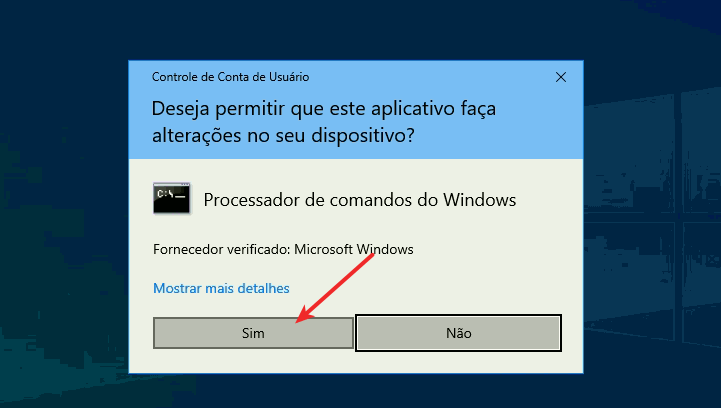 Controle de Conta de Usuário
Deseja permitir que este aplicativo faça
alterações no seu dispositivo?
C:\_
Processador de comandos do Windows
Fornecedor verificado: Microsoft Windows
Mostrar mais detalhes
Sim
Não